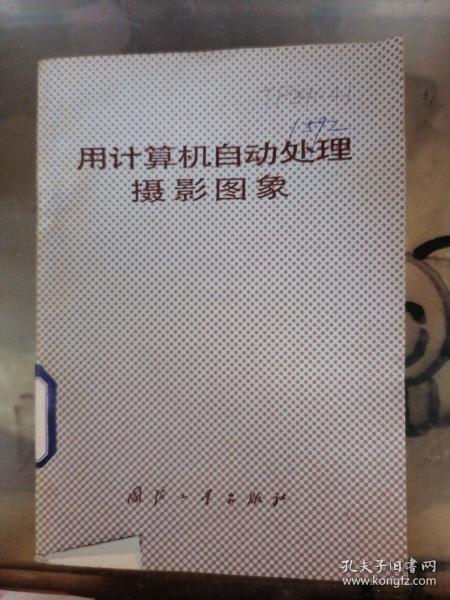 1592
用计算机自动处理
摄影图象
国防工业出版社
孔夫子旧书网
www.kongfz.com